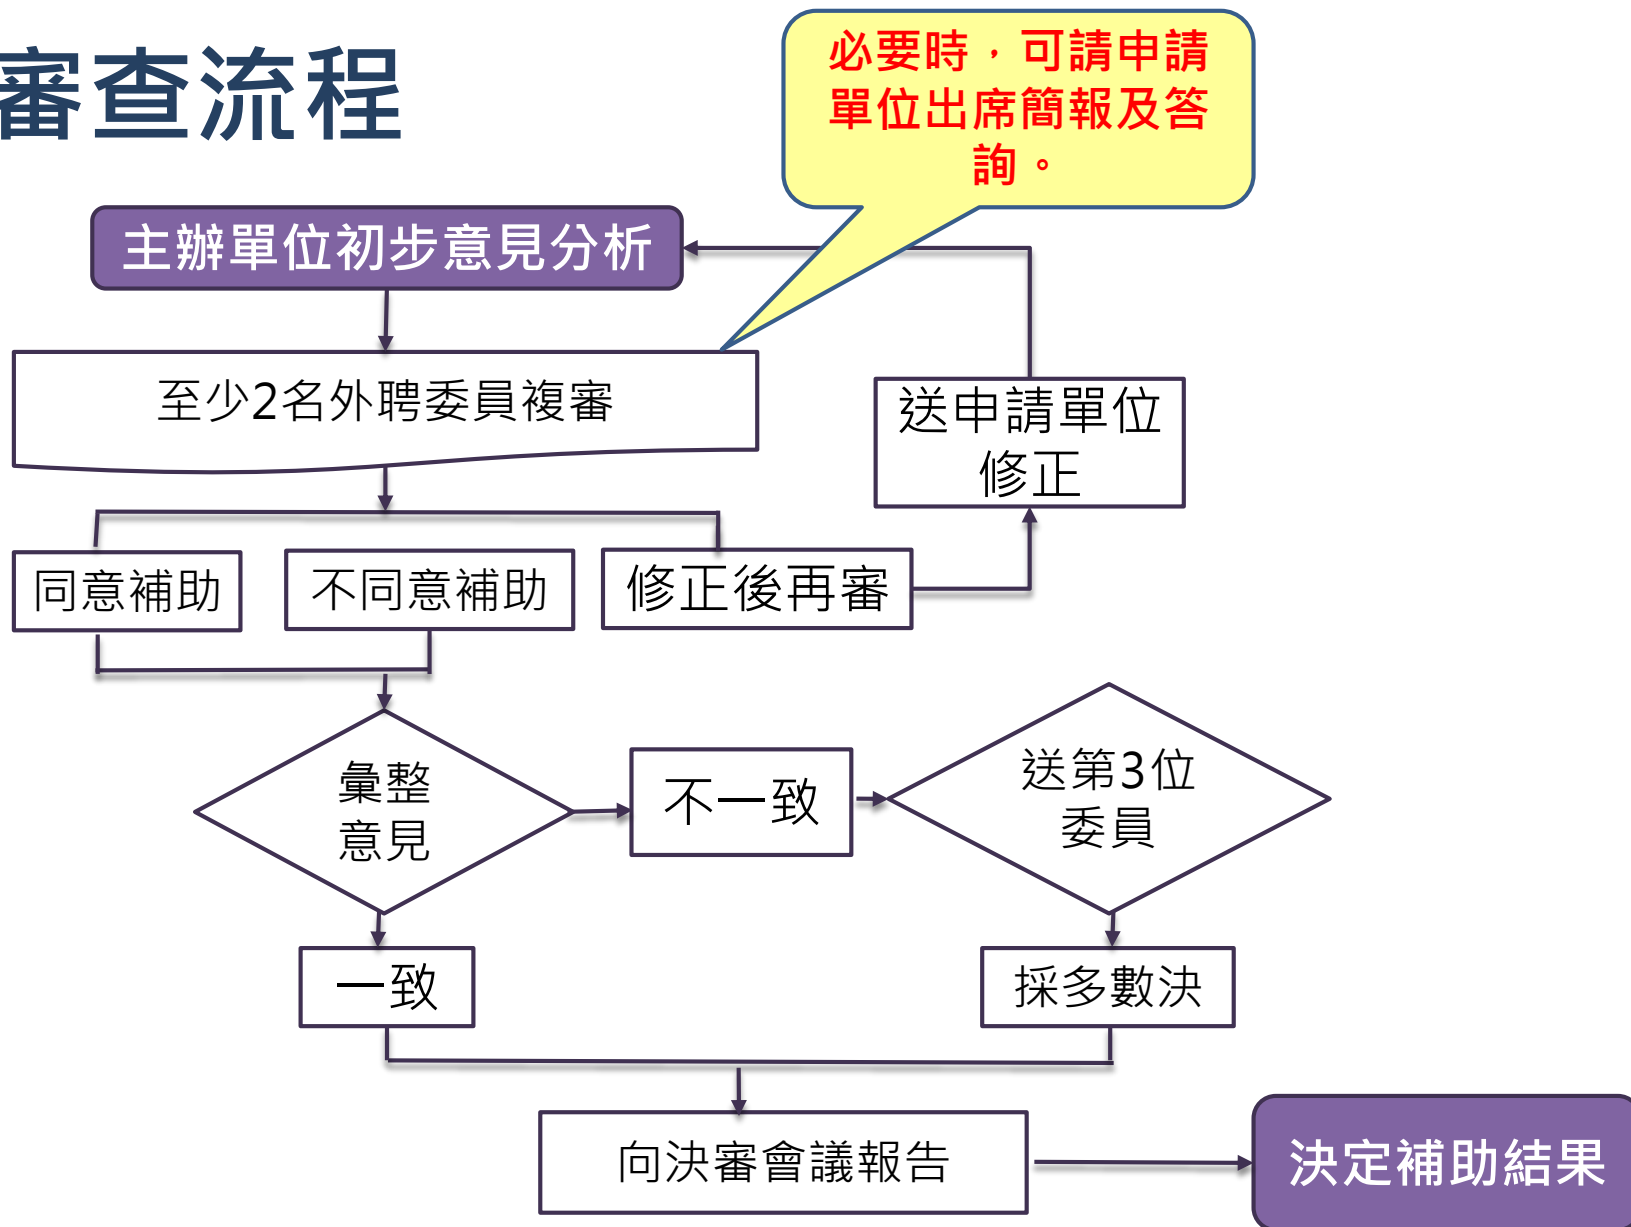 審查流程
必要時，可請申請
單位出席簡報及答
詢。
主辦單位初步意見分析
至少2名外聘委員複審
送申請單位
修正
同意補助
不同意補助
修正後再審
彙整
意見
不一致
送第3位
委員
一致
採多數決
向決審會議報告
決定補助結果